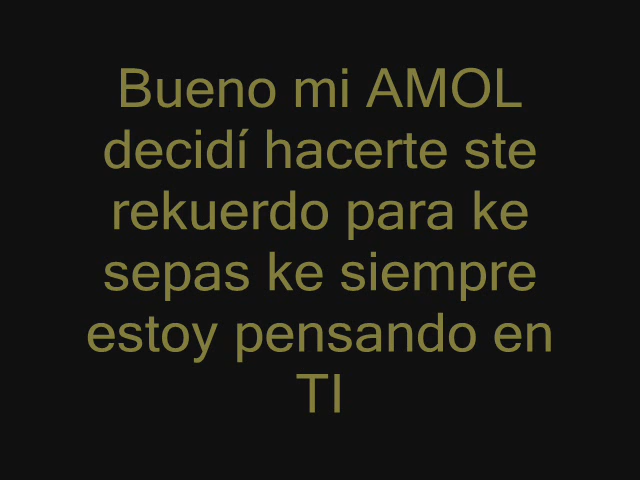 Bueno mi AMOL
decidí hacerte ste
rekuerdo para ke
sepas ke siempre
estoy pensando en
TI